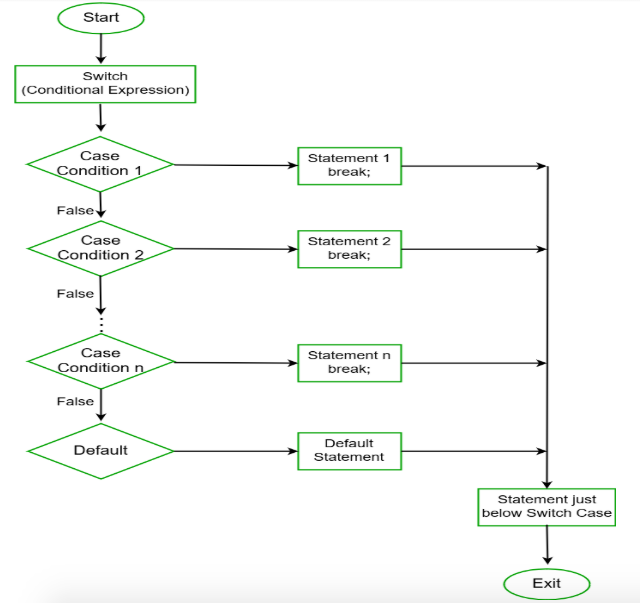 Start
Switch
(Conditional Expression)
Case
Condition 1
Statement 1
break;
False
Case
Condition 2
Statement 2
break;
False
Case
Condition n
Statement n
break;
False
Default
Default
Statement
Statement just
below Switch Case
Exit